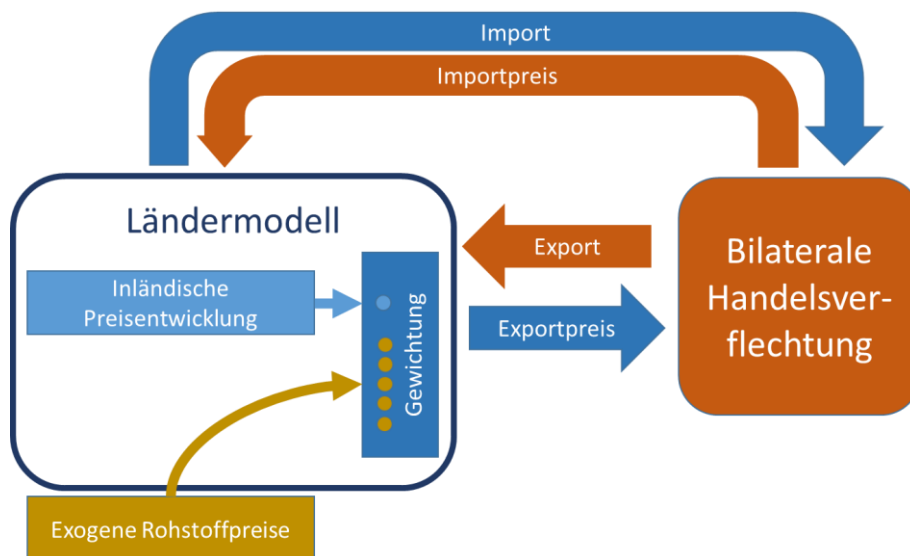 Import
Importpreis
Ländermodell
Inländische
Preisentwicklung
Gewichtung
Export
Exportpreis
Bilaterale
Handelsver-
flechtung
Exogene Rohstoffpreise